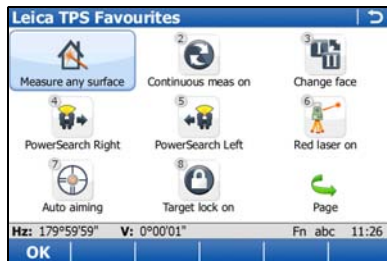 Leica TPS Favourites
2 3
Measure any surface Continuous meas on Change face
4 5 6
PowerSearch Right PowerSearch Left Red laser on
7 8
Auto aiming Target lock on Page
Hz: 179°59'59" V: 0°00'01" Fn abc 11:26
OK